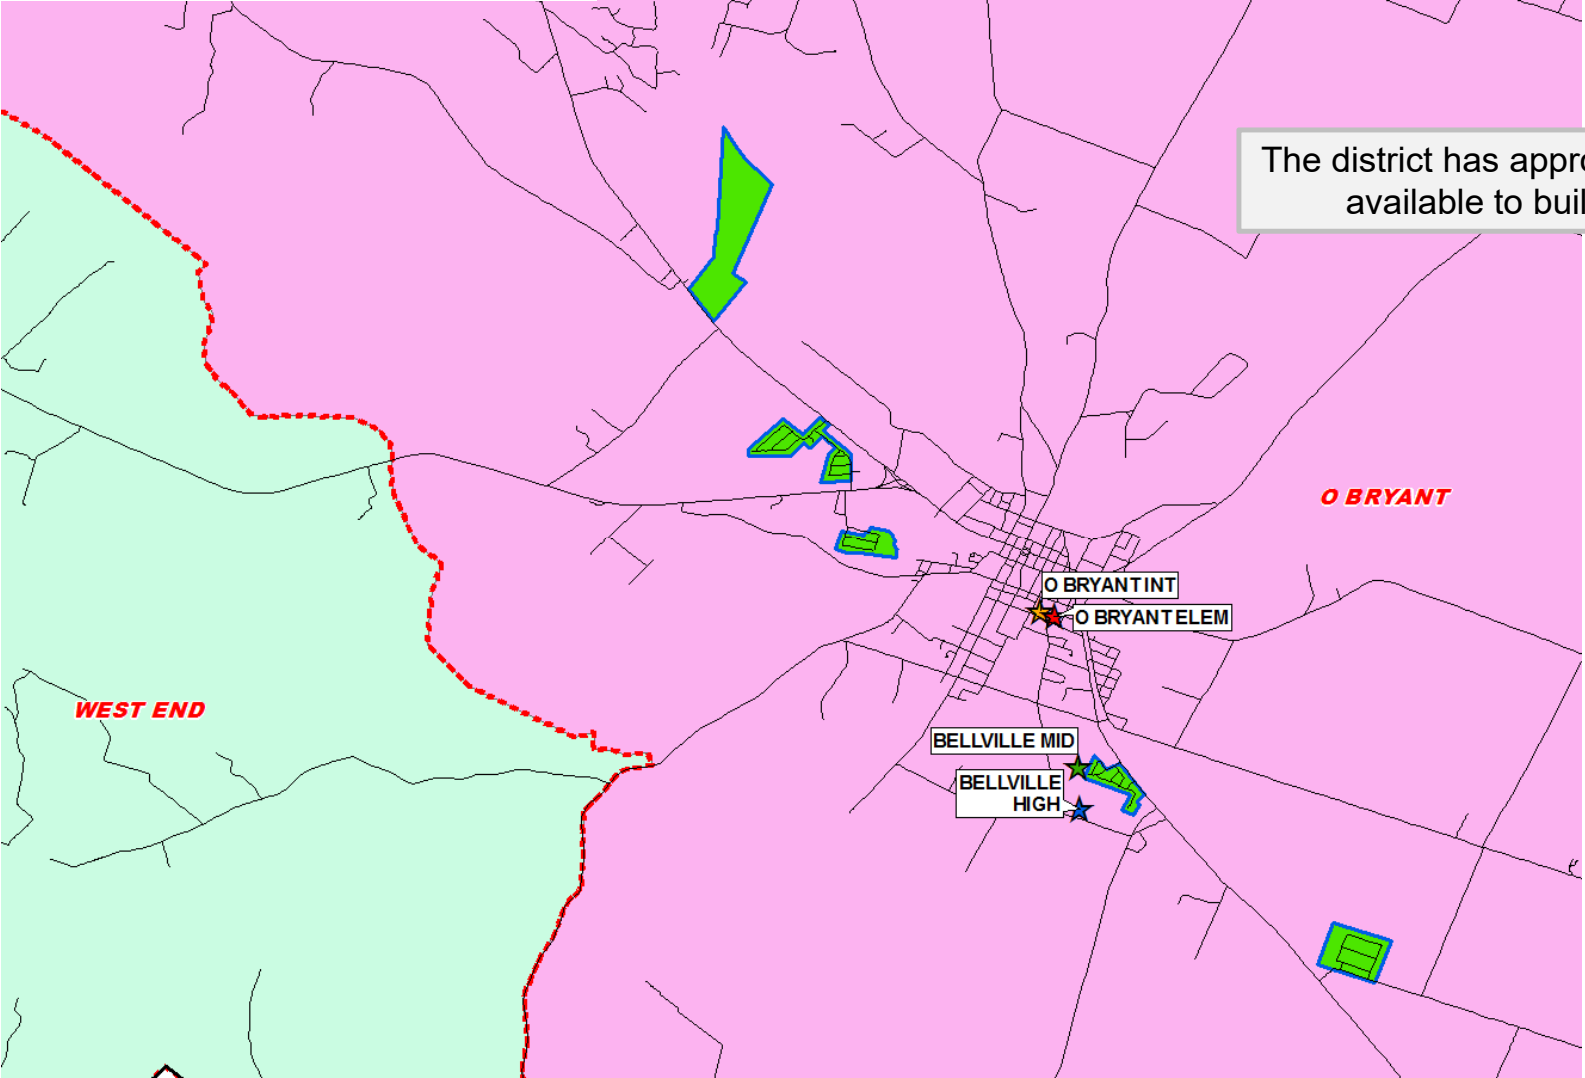 The district has appro
available to buil
O BRYANT
O BRYANT INT
O BRYANT ELEM
WEST END
BELLVILLE MID
BELLVILLE
HIGH